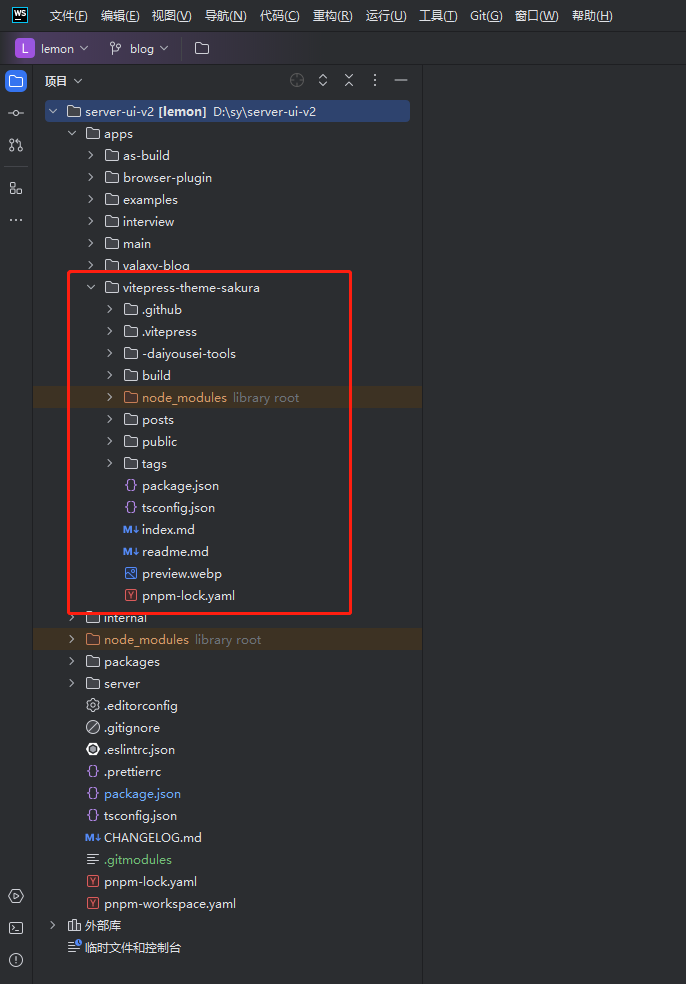 WS 文件(F) 编辑(E) 视图(V) 导航(N) 代码(C) 重构(R) 运行(U) 工具(T) Git(G) 窗口(W) 帮助(H)
L lemon blog
项目
server-ui-v2 [lemon] D:\sy\server-ui-v2
apps
as-build
browser-plugin
examples
interview
main
valaxy-blog
vitepress-theme-sakura
.github
.vitepress
-daiyousei-tools
build
node_modules library root
posts
public
tags
package.json
tsconfig.json
index.md
readme.md
preview.webp
pnpm-lock.yaml
internal
node_modules library root
packages
server
.editorconfig
.gitignore
.eslintrc.json
.prettierrc
package.json
tsconfig.json
CHANGELOG.md
.gitmodules
pnpm-lock.yaml
pnpm-workspace.yaml
外部库
临时文件和控制台